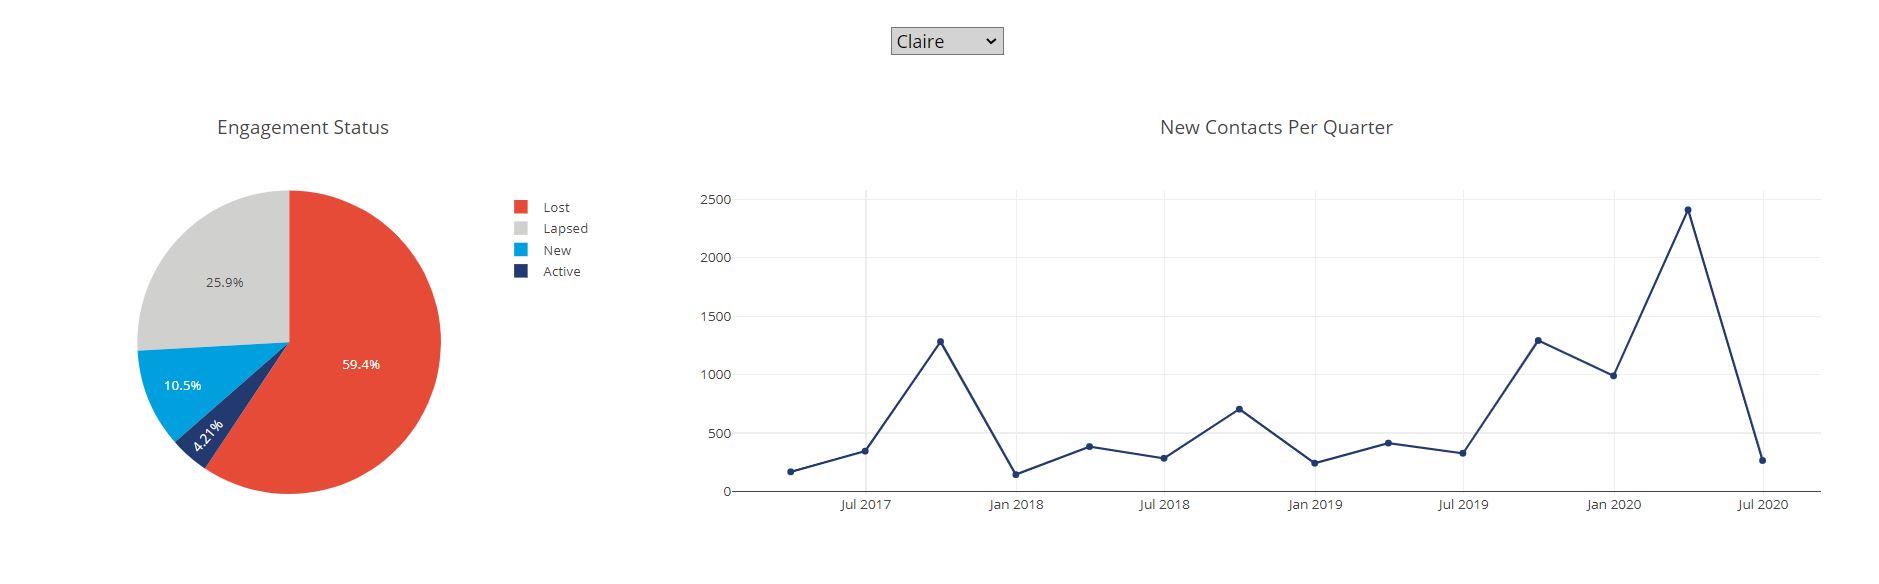 Claire
Engagement Status
Lost
Lapsed
New
Active
25.9%
59.4%
10.5%
4.21%
New Contacts Per Quarter
2500
2000
1500
1000
500
0
Jul 2017
Jan 2018
Jul 2018
Jan 2019
Jul 2019
Jan 2020
Jul 2020